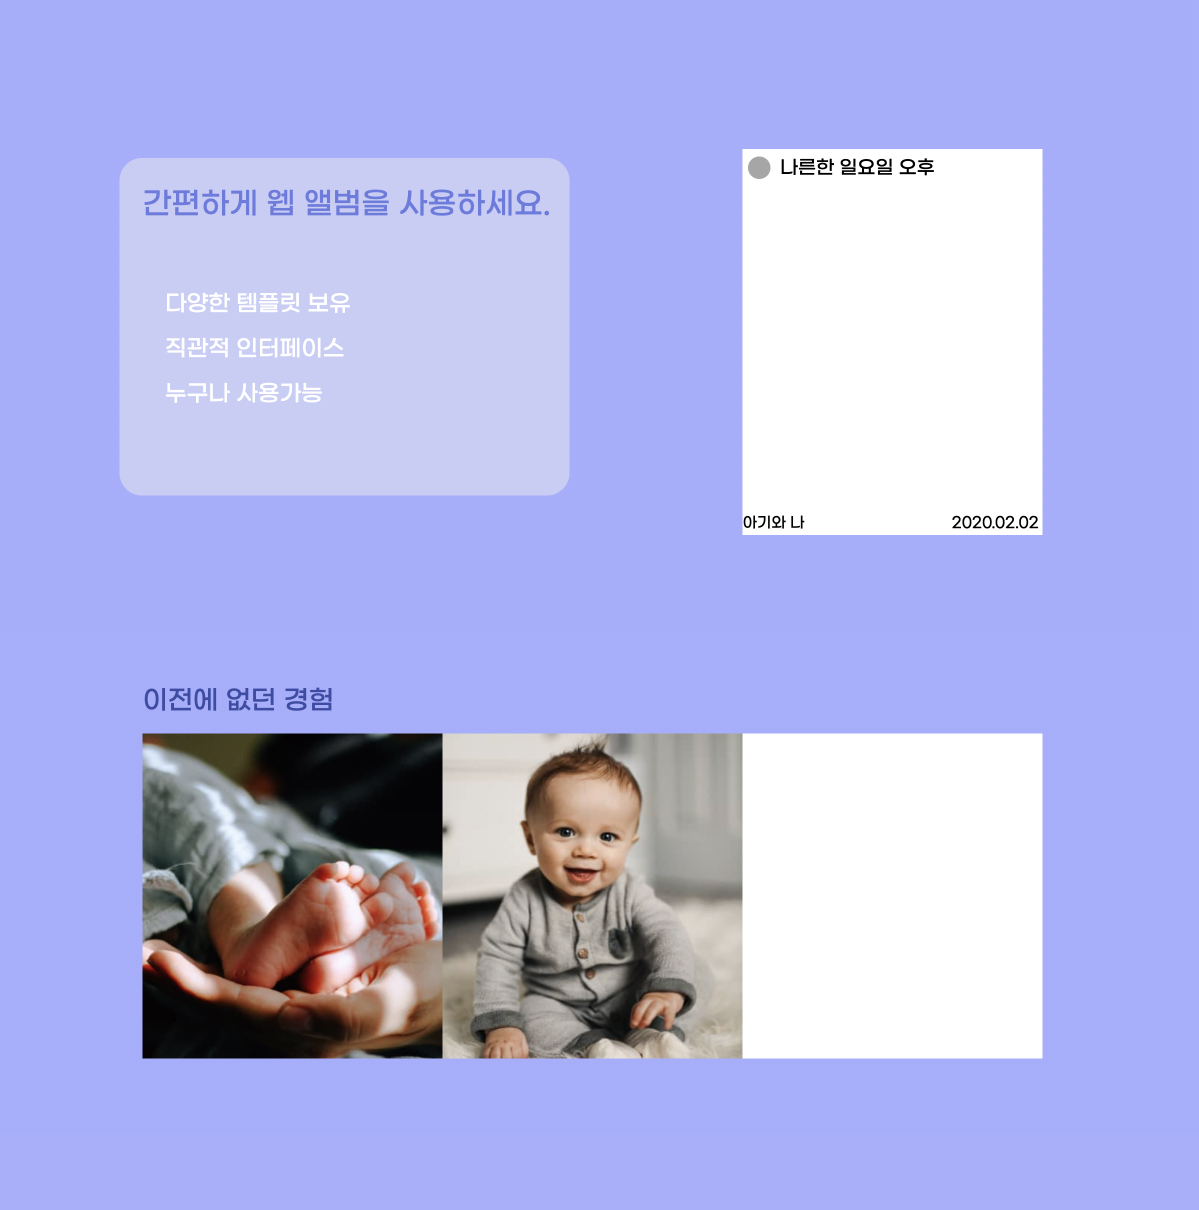 간편하게 웹 앨범을 사용하세요.
다양한 템플릿 보유
직관적 인터페이스
누구나 사용가능
나른한 일요일 오후
아기와 나 2020.02.02
이전에 없던 경험